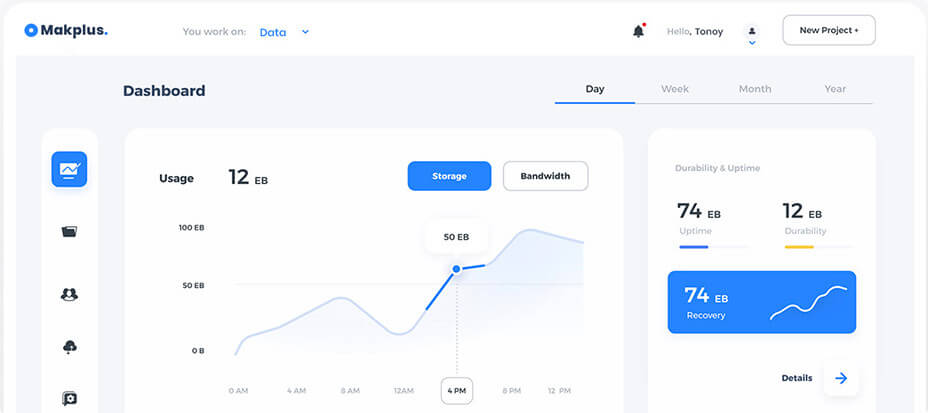 Makplus.
You work on: Data
Hello, Tonoy
New Project +
Dashboard
Day Week Month Year
Usage 12 EB
Storage Bandwidth
100 EB
50 EB
0 B
50 EB
0 AM 4 AM 8 AM 12AM 4 PM 8 PM 12 PM
Durability & Uptime
74 EB
Uptime
12 EB
Durability
74 EB
Recovery
Details